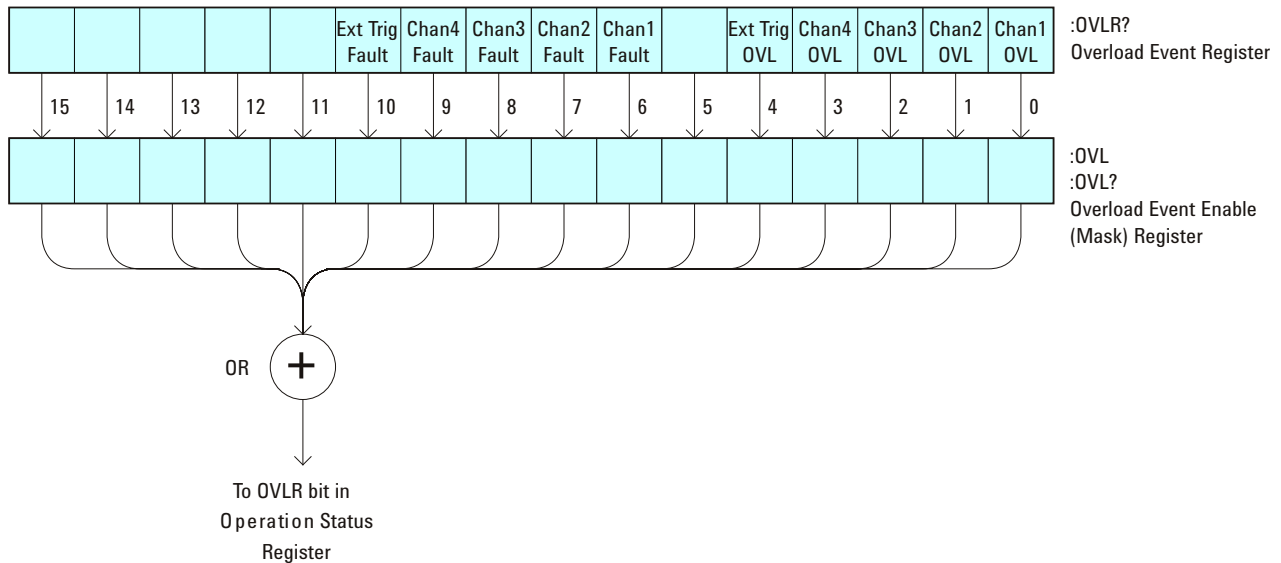 Ext Trig Fault
Chan4 Fault
Chan3 Fault
Chan2 Fault
Chan1 Fault
Ext Trig OVL
Chan4 OVL
Chan3 OVL
Chan2 OVL
Chan1 OVL
:OVLR?
Overload Event Register
15 14 13 12 11 10 9 8 7 6 5 4 3 2 1 0
:OVL
:OVL?
Overload Event Enable
(Mask) Register
OR +
To OVLR bit in
Operation Status
Register